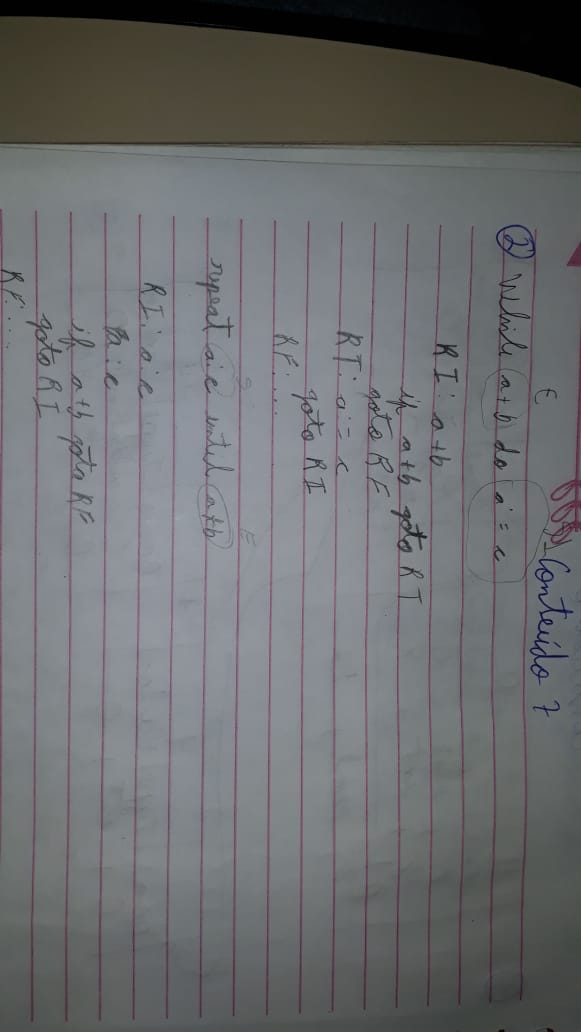 - Conteúdo 7
E
② While a+b do a:=c
RI: a+b
if a+b goto RT
goto RF
RT: a:=c
goto RI
RF: ....
E
repeat a:c until a+b
RI: a:c
a:c
if a+b goto RF
goto RI
RF: ....